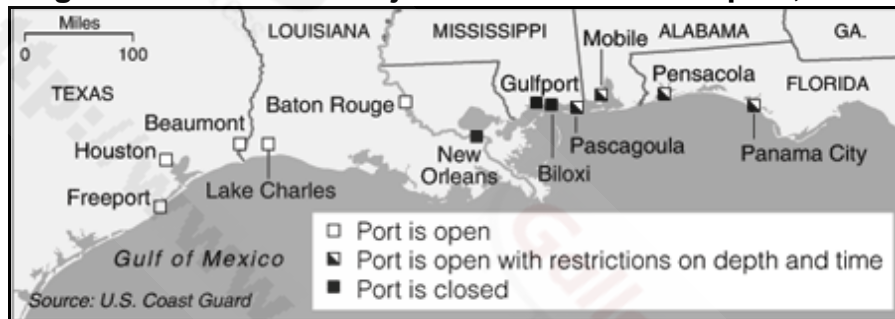 Miles
0 100
LOUISIANA
MISSISSIPPI
ALABAMA
GA.
TEXAS
FLORIDA
Mobile
Gulfport
Pensacola
Baton Rouge
Beaumont
Houston
Freeport
Lake Charles
New
Orleans
Biloxi
Pascagoula
Panama City
Gulf of Mexico
Source: U.S. Coast Guard
Port is open
Port is open with restrictions on depth and time
Port is closed